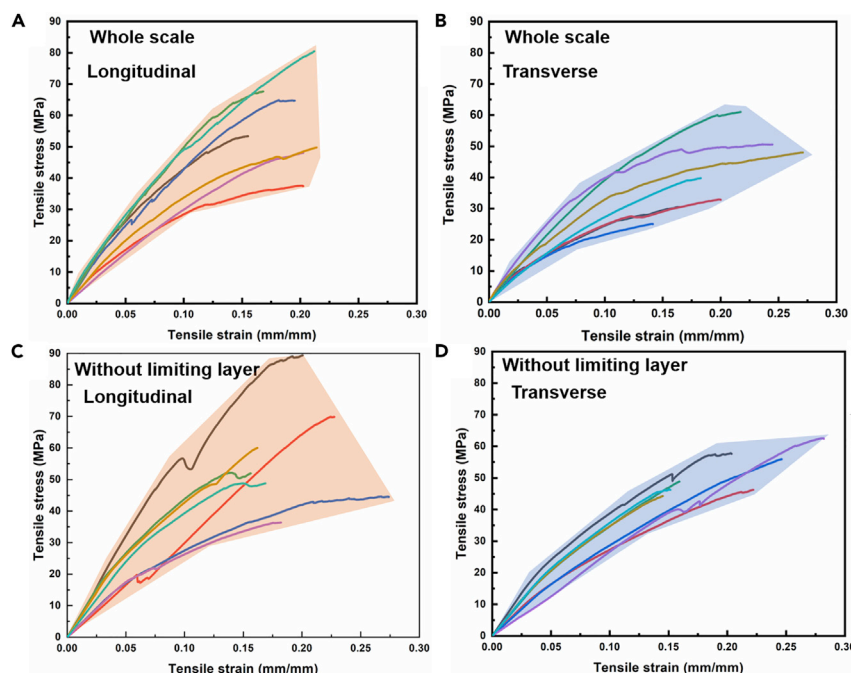 A
Whole scale
Longitudinal
90
80
70
60
50
40
30
20
10
0
Tensile stress (MPa)
0.00 0.05 0.10 0.15 0.20 0.25 0.30
Tensile strain (mm/mm)
B
Whole scale
Transverse
90
80
70
60
50
40
30
20
10
0
Tensile stress (MPa)
0.00 0.05 0.10 0.15 0.20 0.25 0.30
Tensile strain (mm/mm)
C
Without limiting layer
Longitudinal
90
80
70
60
50
40
30
20
10
0
Tensile stress (MPa)
0.00 0.05 0.10 0.15 0.20 0.25 0.30
Tensile strain (mm/mm)
D
Without limiting layer
Transverse
90
80
70
60
50
40
30
20
10
0
Tensile stress (MPa)
0.00 0.05 0.10 0.15 0.20 0.25 0.30
Tensile strain (mm/mm)